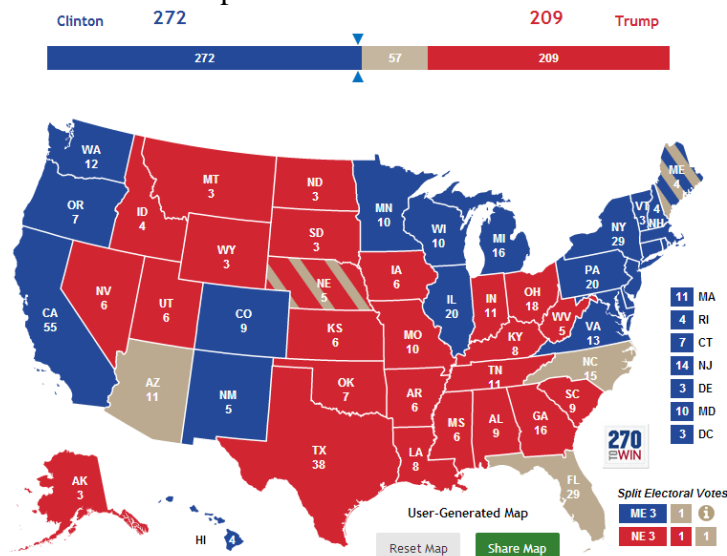 Clinton 272 209 Trump
272 57 209
WA
12
OR
7
CA
55
NV
6
ID
4
MT
3
WY
3
UT
6
AZ
11
CO
9
NM
5
ND
3
SD
3
NE
5
KS
6
OK
7
TX
38
MN
10
IA
6
MO
10
AR
6
LA
8
WI
10
IL
20
MI
16
IN
11
OH
18
KY
8
TN
11
MS
6
AL
9
GA
16
FL
29
SC
9
NC
15
VA
13
WV
5
PA
20
NY
29
VT
3
4
NH
ME
4
AK
3
HI 4
11 MA
4 RI
7 CT
14 NJ
3 DE
10 MD
3 DC
270
TO WIN
User-Generated Map
Reset Map Share Map
Split Electoral Votes
ME 3 1 i
NE 3 1 1